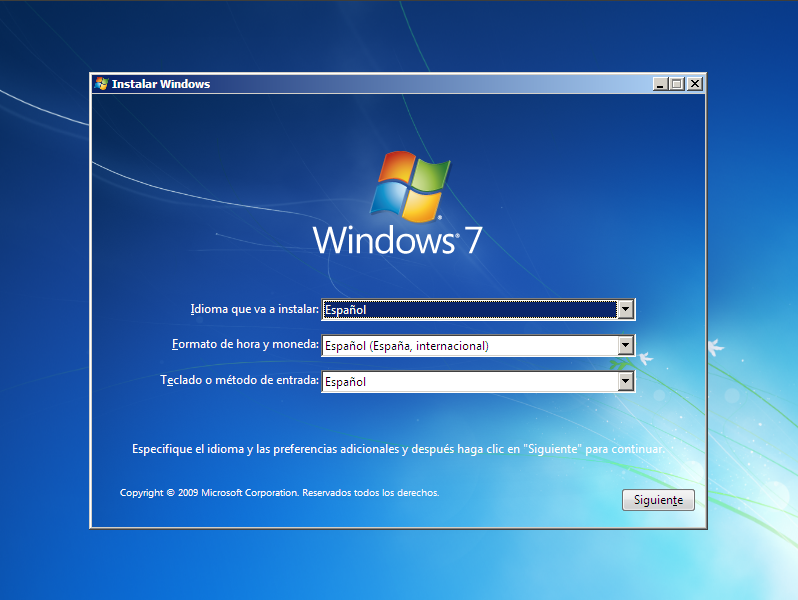 Instalar Windows
Windows® 7
Idioma que va a instalar: Español
Formato de hora y moneda: Español (España, internacional)
Teclado o método de entrada: Español
Especifique el idioma y las preferencias adicionales y después haga clic en "Siguiente" para continuar.
Copyright © 2009 Microsoft Corporation. Reservados todos los derechos.
Siguiente